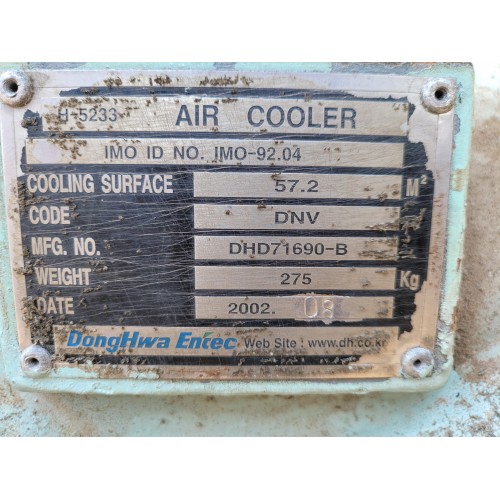 H-5233 AIR COOLER
IMO ID NO. IMO-92.04
COOLING SURFACE 57.2 M²
CODE DNV
MFG. NO. DHD71690-B
WEIGHT 275 Kg
DATE 2002. 08
DongHwa Entec Web Site : www.dh.co.kr